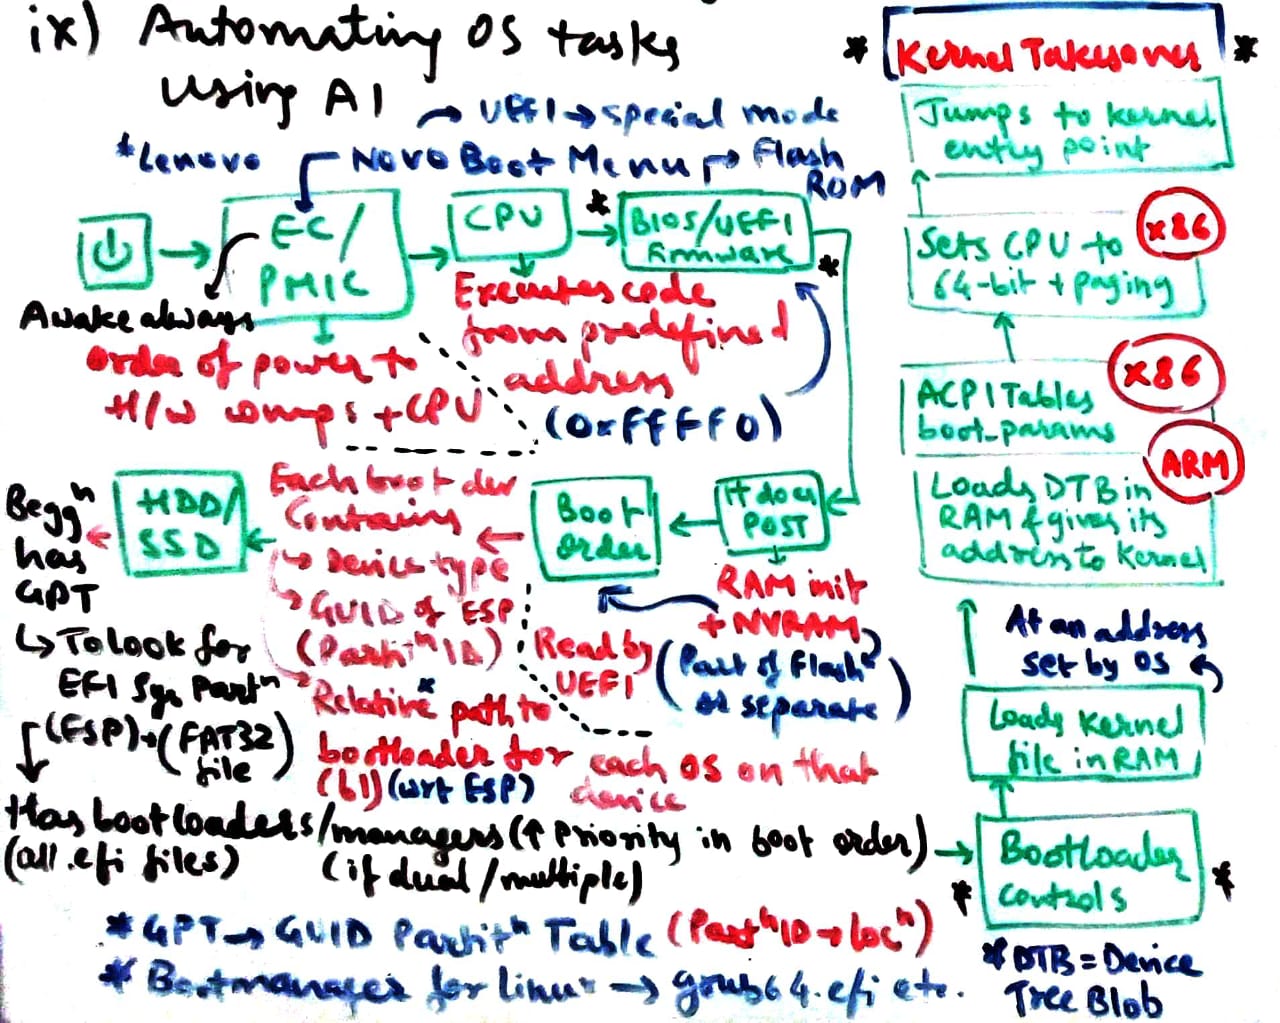 ix) Automating OS tasks
using AI
UEFI → special mode
*Lenovo
Novo Boot Menu → Flash
ROM
EC/
PMIC
CPU
*
BIOS/UEFI
firmware
*
Awake always
Order of power to
H/W comps + CPU
Executes code
from predefined
address
(0xFFFF0)
It does
POST
RAM init
+ NVRAM
(Part of Flash
or separate)
Boot
order
Read by
UEFI
Each boot dev
Contains
→ Device type
→ GUID of ESP
(Partitⁿ ID)
→ Relative* path to
bootloader for
(bl) (wrt ESP)
each OS on that
device
HDD/
SSD
Beggⁿ
has
GPT
↳ To look for
EFI Sys Partⁿ
(ESP) → (FAT32)
file
Has bootloaders/managers (↑ Priority in boot order) →
(all .efi files)
(if dual/multiple)
Bootloader
controls
*
*
Loads Kernel
file in RAM
At an address
set by OS
Loads DTB in
RAM & gives its
address to Kernel
ARM
ACPI Tables
boot_params
x86
Sets CPU to
64-bit + paging
x86
Jumps to kernel
entry point
* Kernel Takesover *
* GPT → GUID Partitⁿ Table (Partⁿ ID → locⁿ)
* Bootmanager for linux → grub64.efi etc.
* DTB = Device
Tree Blob